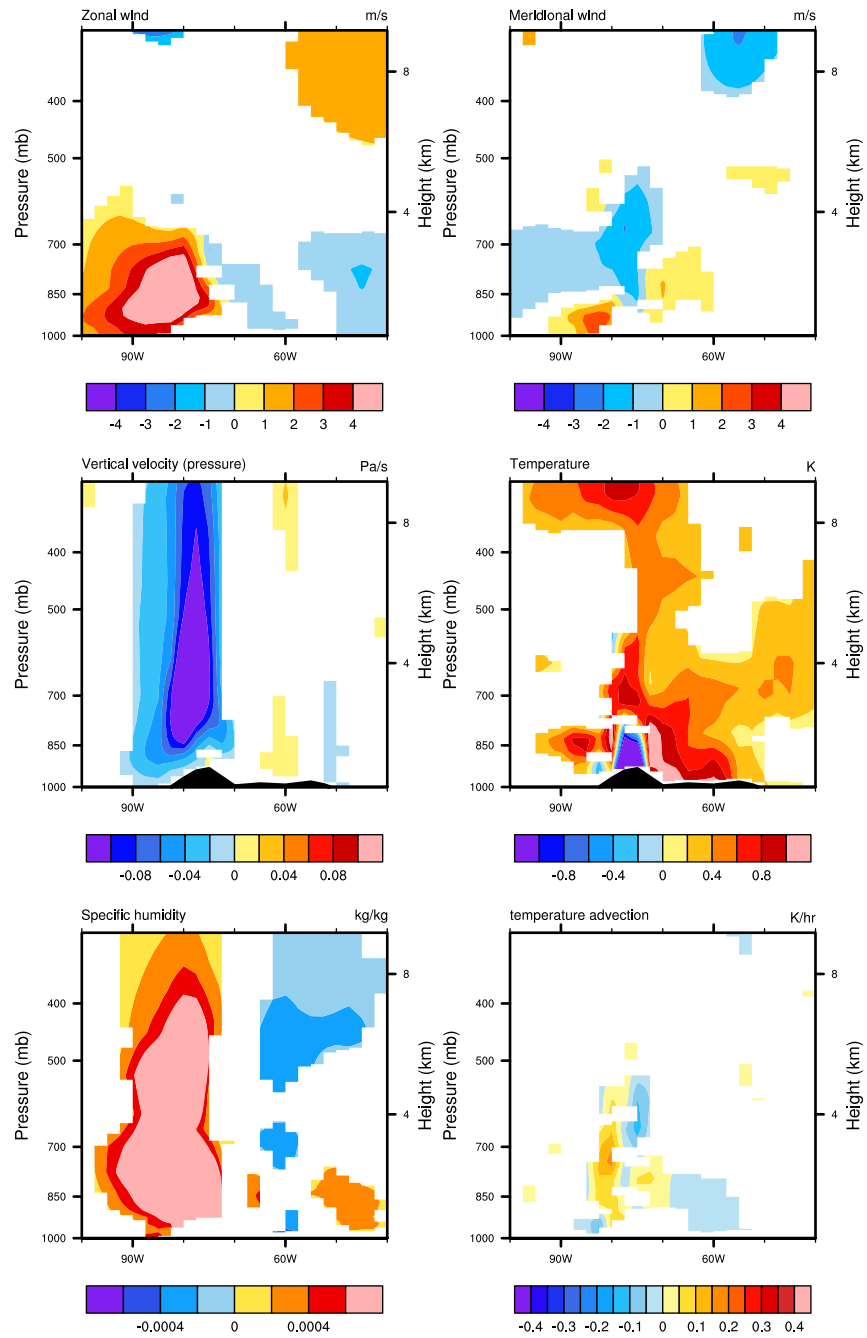 Zonal wind m/s
Pressure (mb)
400
500
700
850
1000
8
4
Height (km)
90W 60W
-4 -3 -2 -1 0 1 2 3 4
Meridional wind m/s
Pressure (mb)
400
500
700
850
1000
8
4
Height (km)
90W 60W
-4 -3 -2 -1 0 1 2 3 4
Vertical velocity (pressure) Pa/s
Pressure (mb)
400
500
700
850
1000
8
4
Height (km)
90W 60W
-0.08 -0.04 0 0.04 0.08
Temperature K
Pressure (mb)
400
500
700
850
1000
8
4
Height (km)
90W 60W
-0.8 -0.4 0 0.4 0.8
Specific humidity kg/kg
Pressure (mb)
400
500
700
850
1000
8
4
Height (km)
90W 60W
-0.0004 0 0.0004
temperature advection K/hr
Pressure (mb)
400
500
700
850
1000
8
4
Height (km)
90W 60W
-0.4 -0.3 -0.2 -0.1 0 0.1 0.2 0.3 0.4